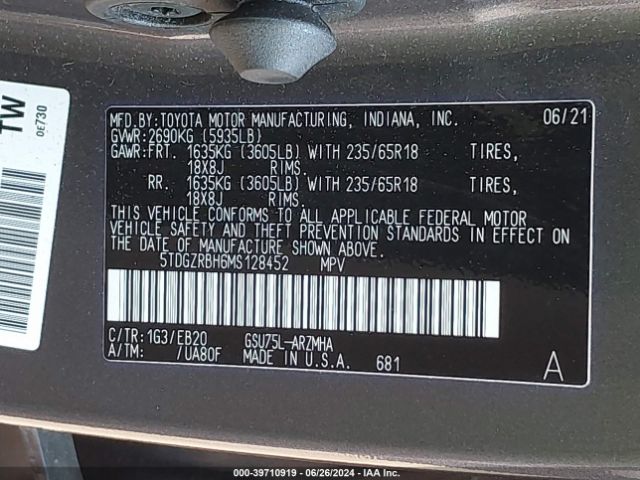 TW
0E730
MFD.BY:TOYOTA MOTOR MANUFACTURING, INDIANA, INC. 06/21
GVWR:2690KG (5935LB)
GAWR:FRT. 1635KG (3605LB) WITH 235/65R18 TIRES,
18X8J RIMS.
RR. 1635KG (3605LB) WITH 235/65R18 TIRES,
18X8J RIMS.
THIS VEHICLE CONFORMS TO ALL APPLICABLE FEDERAL MOTOR
VEHICLE SAFETY AND THEFT PREVENTION STANDARDS IN EFFECT ON
THE DATE OF MANUFACTURE SHOWN ABOVE.
5TDGZRBH6MS128452 MPV
C/TR:1G3/EB20 GSU75L-ARZMHA
A/TM: /UA80F MADE IN U.S.A. 681 A
000-39710919 - 06/26/2024 - IAAI.COM